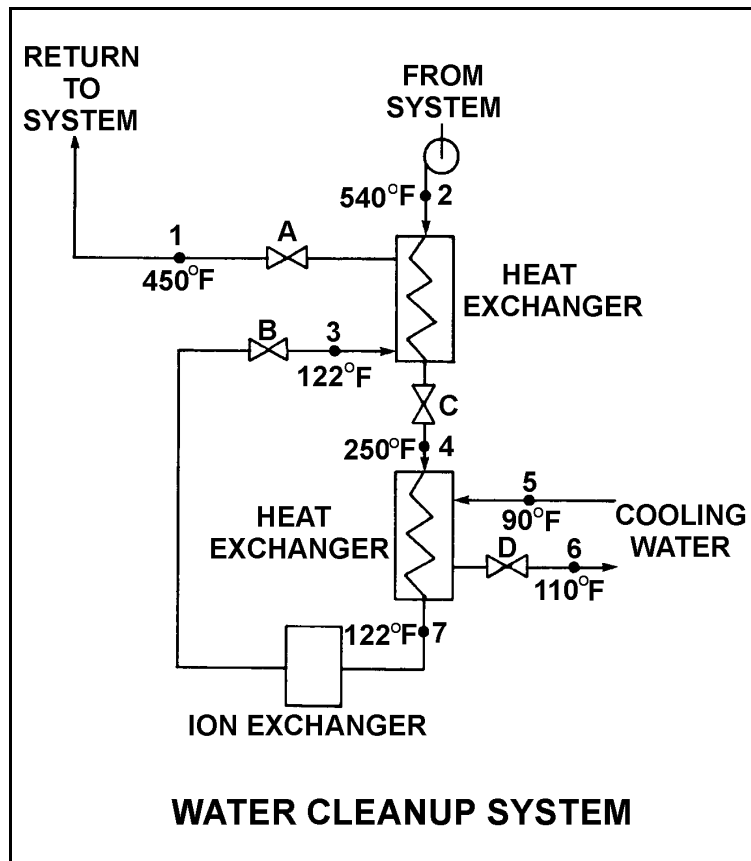 RETURN
TO
SYSTEM
FROM
SYSTEM
540°F 2
1
A
450°F
HEAT
EXCHANGER
B
3
122°F
C
250°F 4
HEAT
EXCHANGER
5
90°F
COOLING
WATER
D
6
110°F
122°F 7
ION EXCHANGER
WATER CLEANUP SYSTEM